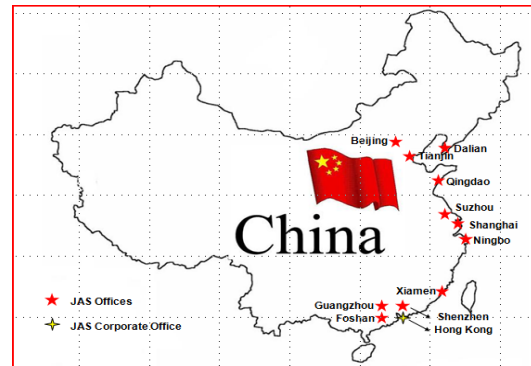 Beijing
Dalian
Tianjin
Qingdao
Suzhou
Shanghai
Ningbo
China
Xiamen
Guangzhou
Shenzhen
Foshan
Hong Kong
JAS Offices
JAS Corporate Office